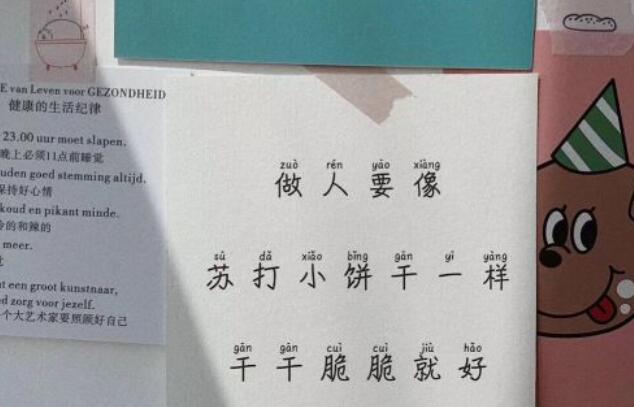 E van Leven voor GEZONDHEID
健康的生活纪律
23.00 uur moet slapen.
晚上必须11点前睡觉
uden goed stemming altijd.
保持好心情
koud en pikant minde.
冷的和辣的
meer.
t een groot kunstnaar,
ed zorg voor jezelf.
个大艺术家要照顾好自己
zuò rén yào xiàng
做人要像
sū dǎ xiǎo bǐng gān yī yàng
苏打小饼干一样
gān gān cuì cuì jiù hǎo
干干脆脆就好